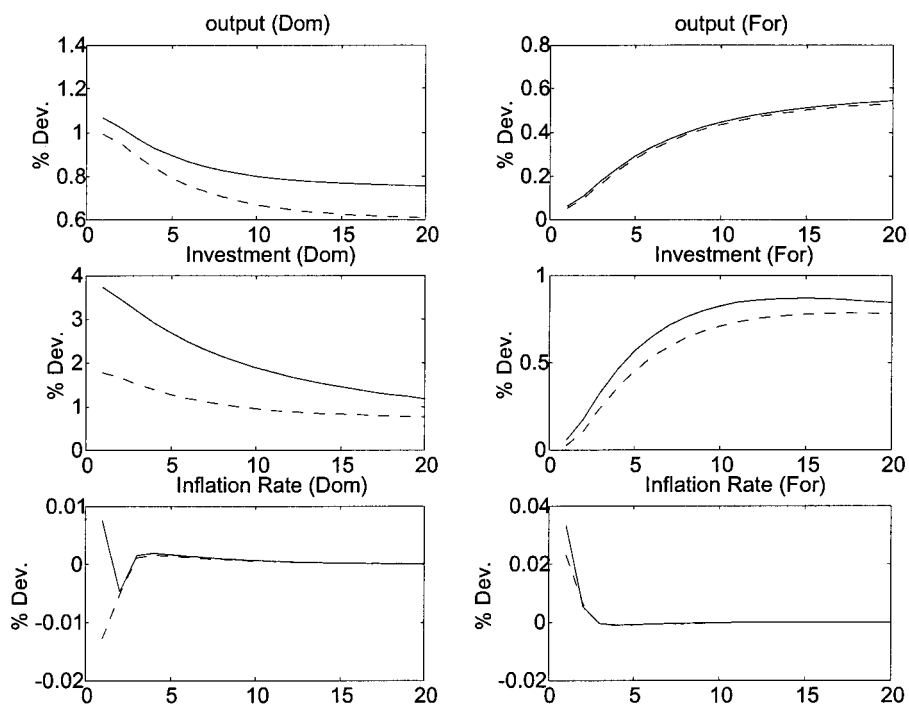 output (Dom)
1.4
1.2
1
0.8
0.6
% Dev.
0 5 10 15 20
output (For)
0.8
0.6
0.4
0.2
0
% Dev.
0 5 10 15 20
Investment (Dom)
4
3
2
1
0
% Dev.
0 5 10 15 20
Investment (For)
1
0.5
0
% Dev.
0 5 10 15 20
Inflation Rate (Dom)
0.01
0
-0.01
-0.02
% Dev.
0 5 10 15 20
Inflation Rate (For)
0.04
0.02
0
-0.02
% Dev.
0 5 10 15 20